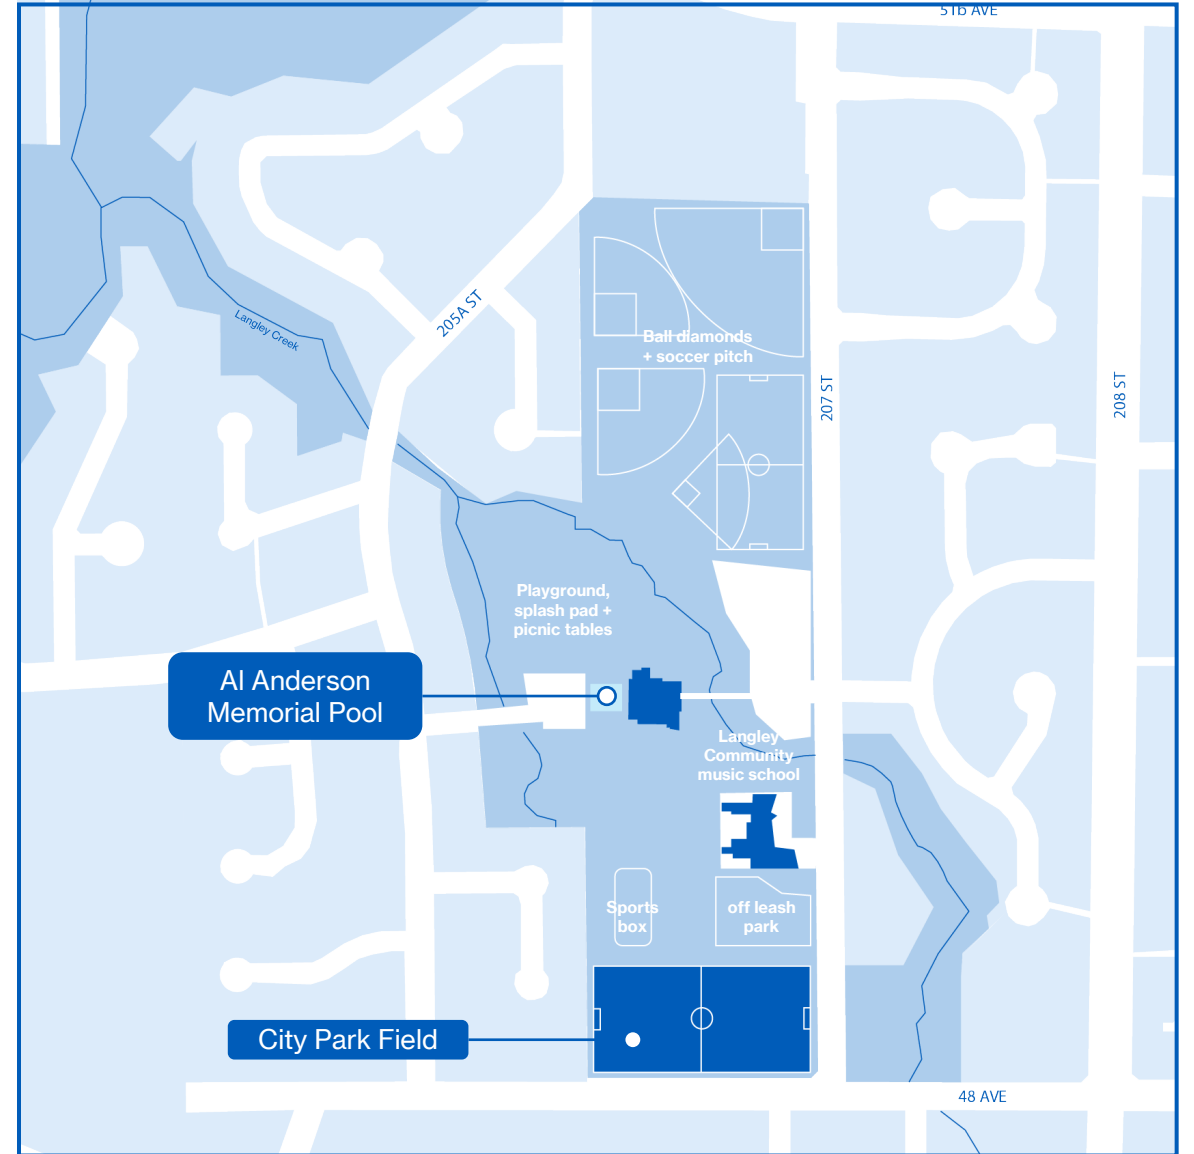 51b AVE
205A ST
Langley Creek
Ball diamonds
+ soccer pitch
207 ST
208 ST
Playground,
splash pad +
picnic tables
Al Anderson
Memorial Pool
Langley
Community
music school
Sports
box
off leash
park
City Park Field
48 AVE